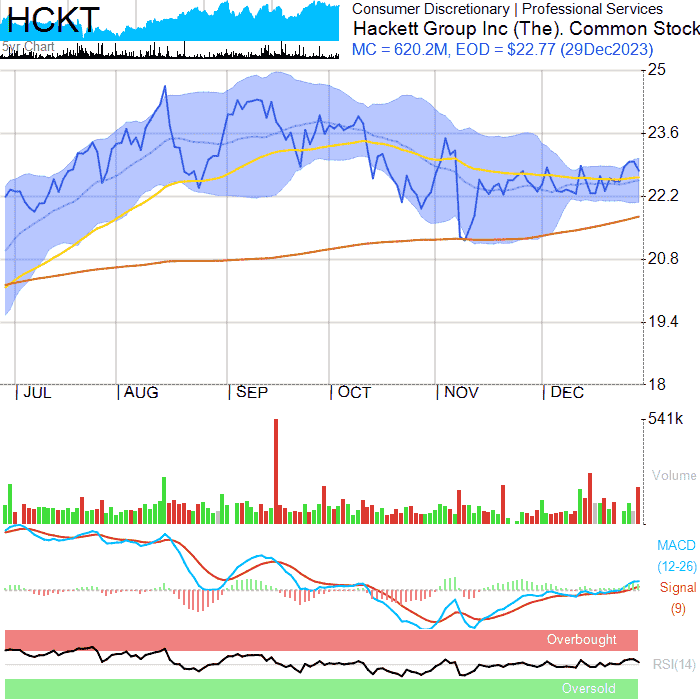 HCKT
5yr Chart
Consumer Discretionary | Professional Services
Hackett Group Inc (The). Common Stock
MC = 620.2M, EOD = $22.77 (29Dec2023)
25
23.6
22.2
20.8
19.4
18
JUL
AUG
SEP
OCT
NOV
DEC
541k
Volume
MACD
(12-26)
Signal
(9)
Overbought
RSI(14)
Oversold